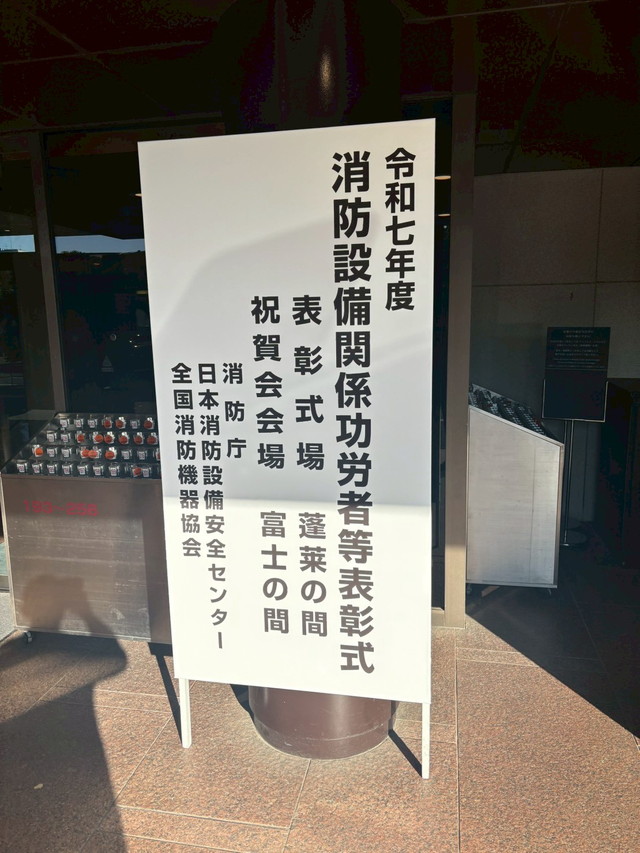 令和七年度
消防設備関係功労者等表彰式
表彰式場 蓬莱の間
祝賀会会場 富士の間
消防庁
日本消防設備安全センター
全国消防機器協会